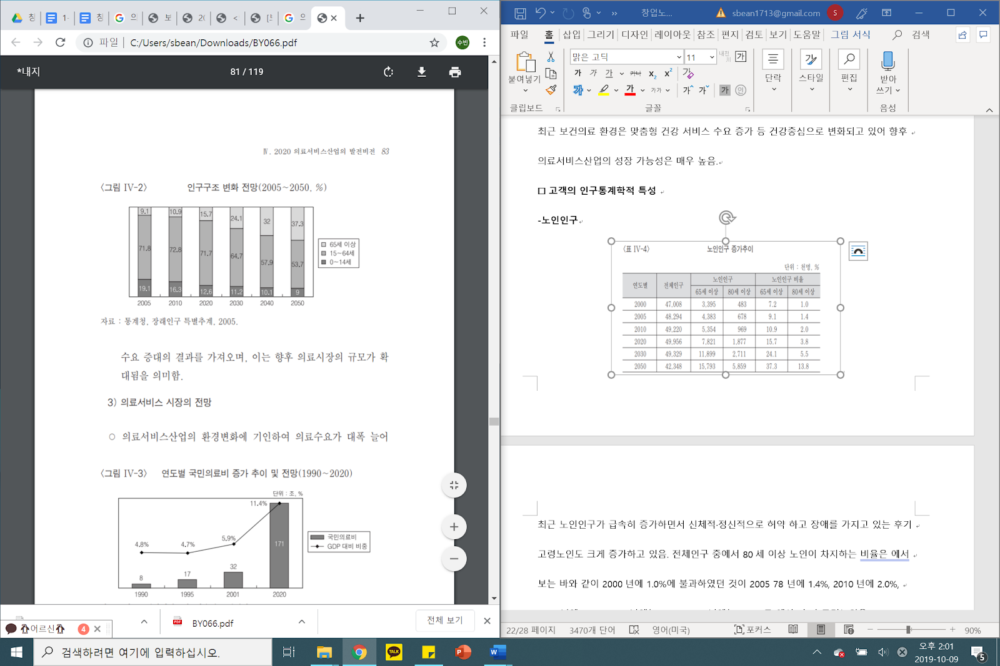 창
1-
창
의
보
20
<
[보
으
파일 | C:/Users/sbean/Downloads/BY066.pdf
수빈
*내지
81 / 119
Ⅳ. 2020 의료서비스산업의 발전비전 83
〈그림 Ⅳ-2〉 인구구조 변화 전망(2005~2050, %)
9.1 10.9 15.7 24.1 32 37.3
71.8 72.8 71.7 64.7 57.9 53.7
19.1 16.3 12.6 11.2 10.1 9
2005 2010 2020 2030 2040 2050
65세 이상
15~64세
0~14세
자료 : 통계청, 장래인구 특별추계, 2005.
수요 증대의 결과를 가져오며, 이는 향후 의료시장의 규모가 확
대됨을 의미함.
3) 의료서비스 시장의 전망
○ 의료서비스산업의 환경변화에 기인하여 의료수요가 대폭 늘어
〈그림 Ⅳ-3〉 연도별 국민의료비 증가 추이 및 전망(1990~2020)
단위 : 조, %
4.8% 4.7% 5.9% 11.4%
8 17 32 171
1990 1995 2001 2020
국민의료비
GDP 대비 비중
어르신
4
BY066.pdf
전체 보기
창업노...
sbean1713@gmail.com
S
파일 홈 삽입 그리기 디자인 레이아웃 참조 편지 검토 보기 도움말 그림 서식 검색
붙여넣기
클립보드
맑은 고딕 11
글꼴
단락
스타일
편집
받아
쓰기
음성
최근 보건의료 환경은 맞춤형 건강 서비스 수요 증가 등 건강중심으로 변화되고 있어 향후
의료서비스산업의 성장 가능성은 매우 높음.
ㅁ 고객의 인구통계학적 특성
-노인인구
〈표 Ⅳ-4〉 노인인구 증가추이
단위 : 천명, %
연도별 전체인구 노인인구 노인인구 비율
65세 이상 80세 이상 65세 이상 80세 이상
2000 47,008 3,395 483 7.2 1.0
2005 48,294 4,383 678 9.1 1.4
2010 49,220 5,354 969 10.9 2.0
2020 49,956 7,821 1,877 15.7 3.8
2030 49,329 11,899 2,711 24.1 5.5
2050 42,348 15,793 5,859 37.3 13.8
최근 노인인구가 급속히 증가하면서 신체적·정신적으로 허약 하고 장애를 가지고 있는 후기
고령노인도 크게 증가하고 있음. 전체인구 중에서 80 세 이상 노인이 차지하는 비율은 에서
보는 바와 같이 2000 년에 1.0%에 불과하였던 것이 2005 78 년에 1.4%, 2010 년에 2.0%,
22/28 페이지 3470개 단어 영어(미국) 포커스 90%
검색하려면 여기에 입력하십시오.
TALK
오후 2:01
2019-10-09
5